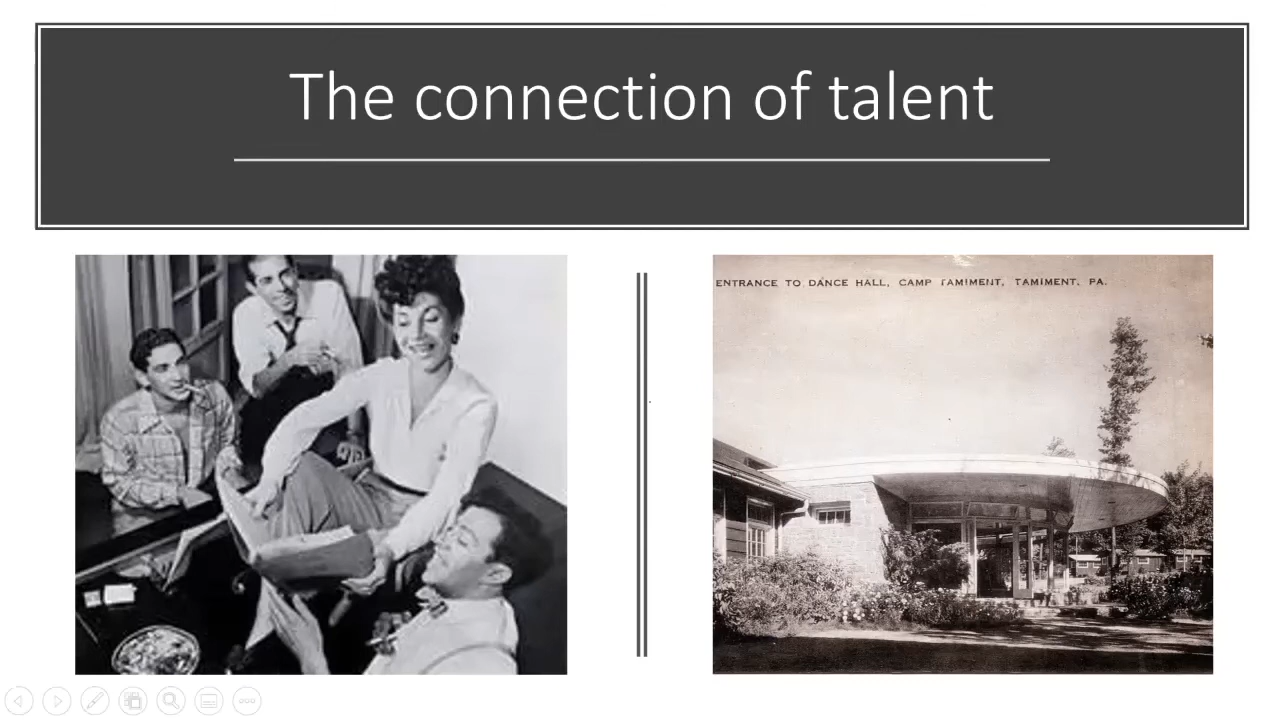 The connection of talent
ENTRANCE TO DANCE HALL, CAMP TAMIMENT, TAMIMENT, PA.